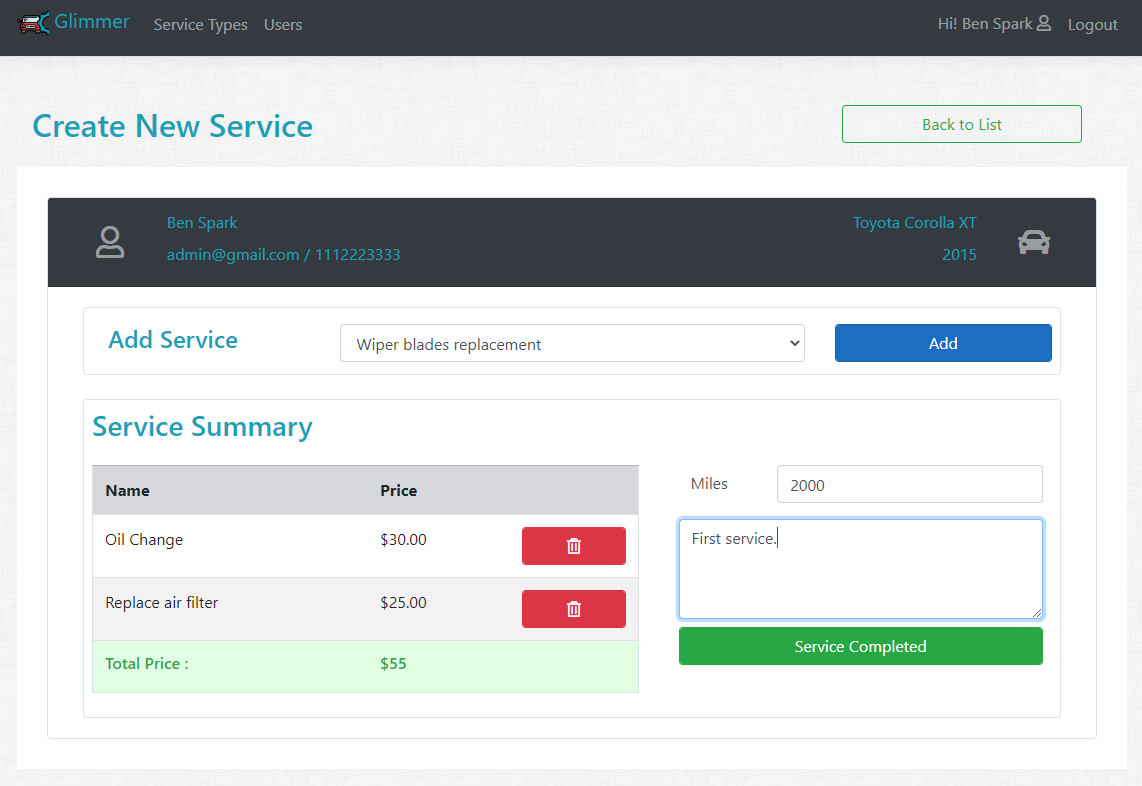 Glimmer Service Types Users Hi! Ben Spark Logout
Create New Service
Back to List
Ben Spark
admin@gmail.com / 1112223333
Toyota Corolla XT
2015
Add Service
Wiper blades replacement
Add
Service Summary
Name Price
Oil Change $30.00
Replace air filter $25.00
Total Price : $55
Miles 2000
First service.
Service Completed